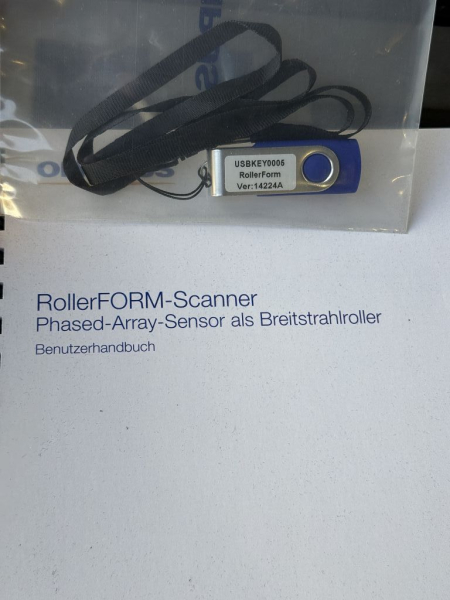 USBKEY0005
RollerForm
Ver:14224A
RollerFORM-Scanner
Phased-Array-Sensor als Breitstrahlroller
Benutzerhandbuch